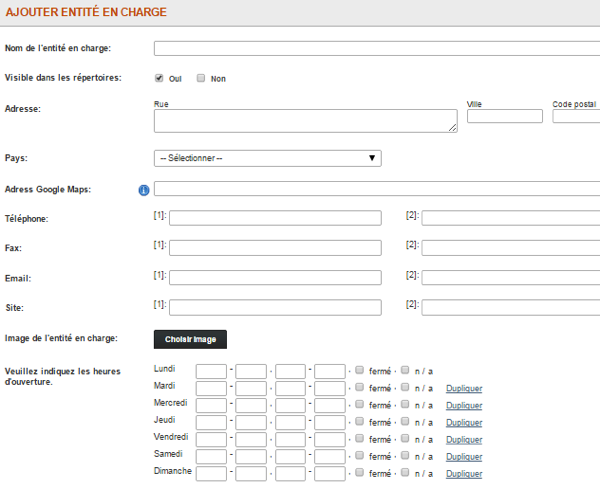 AJOUTER ENTITÉ EN CHARGE
Nom de l'entité en charge:
Visible dans les répertoires: Oui Non
Rue Ville Code postal
Adresse:
Pays: -- Sélectionner --
Adress Google Maps: i
Téléphone: [1]: [2]:
Fax: [1]: [2]:
Email: [1]: [2]:
Site: [1]: [2]:
Image de l'entité en charge: Choisir Image
Veuillez indiquez les heures
d'ouverture.
Lundi - , - , fermé , n / a
Mardi - , - , fermé , n / a Dupliquer
Mercredi - , - , fermé , n / a Dupliquer
Jeudi - , - , fermé , n / a Dupliquer
Vendredi - , - , fermé , n / a Dupliquer
Samedi - , - , fermé , n / a Dupliquer
Dimanche - , - , fermé , n / a Dupliquer